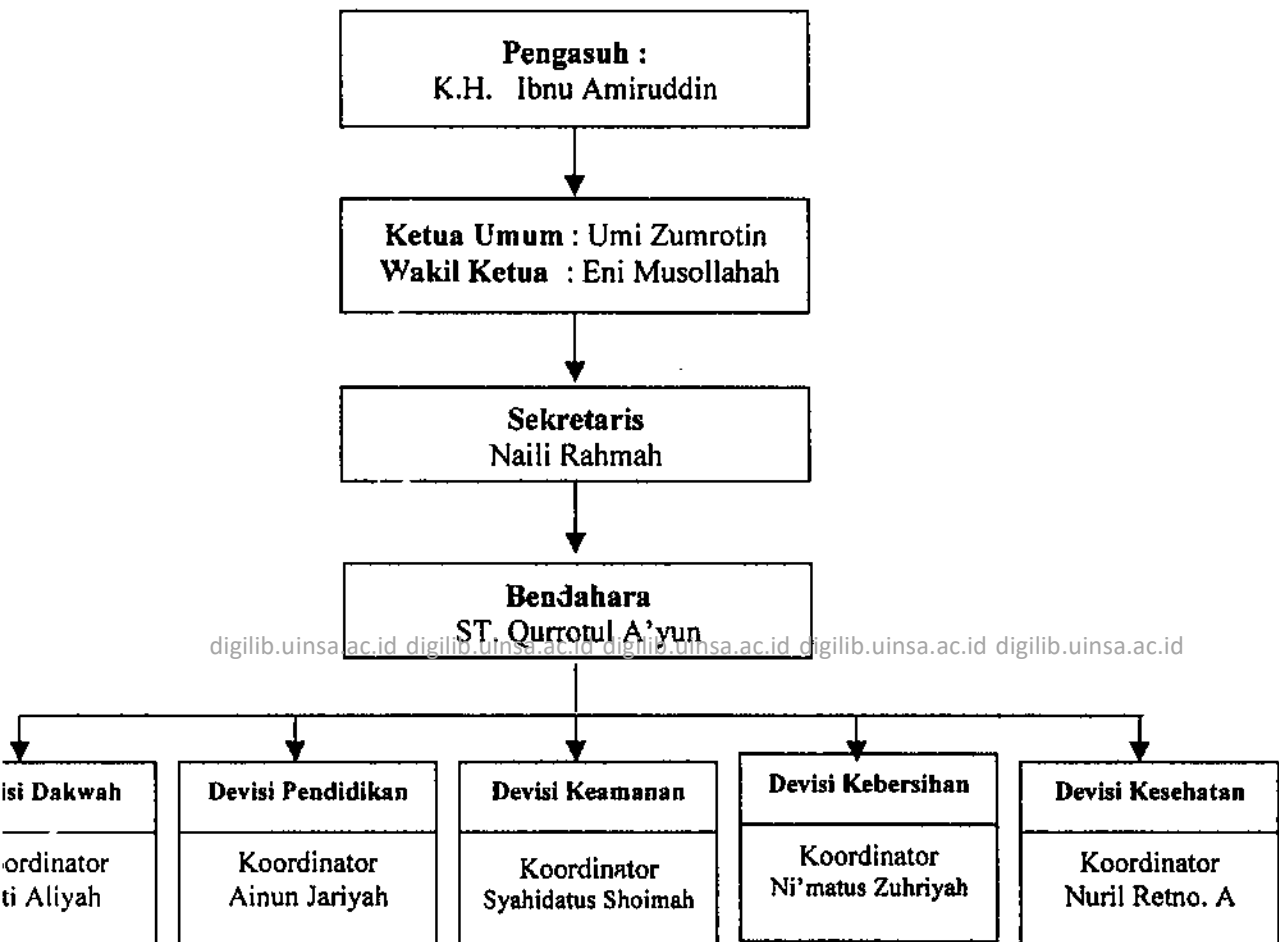 Pengasuh :
K.H. Ibnu Amiruddin
Ketua Umum : Umi Zumrotin
Wakil Ketua : Eni Musollahah
Sekretaris
Naili Rahmah
Bendahara
ST. Qurrotul A'yun
digilib.uinsa.ac.id digilib.uinsa.ac.id digilib.uinsa.ac.id digilib.uinsa.ac.id digilib.uinsa.ac.id
isi Dakwah
ordinator
ti Aliyah
Devisi Pendidikan
Koordinator
Ainun Jariyah
Devisi Keamanan
Koordinator
Syahidatus Shoimah
Devisi Kebersihan
Koordinator
Ni'matus Zuhriyah
Devisi Kesehatan
Koordinator
Nuril Retno. A